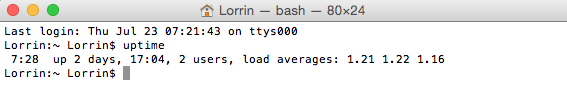 Lorrin — bash — 80×24
Last login: Thu Jul 23 07:21:43 on ttys000
Lorrin:~ Lorrin$ uptime
 7:28  up 2 days, 17:04, 2 users, load averages: 1.21 1.22 1.16
Lorrin:~ Lorrin$